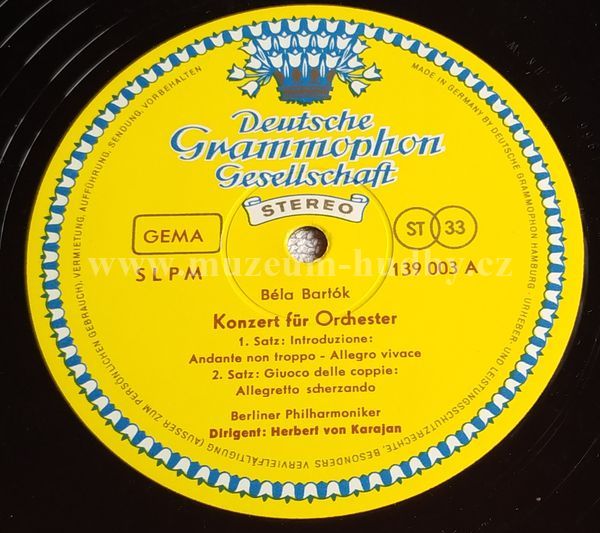 Deutsche
Grammophon
Gesellschaft
STEREO
GEMA
ST 33
SLPM
139 003 A
www.muzeum-hudby.cz
Béla Bartók
Konzert für Orchester
1. Satz: Introduzione:
Andante non troppo - Allegro vivace
2. Satz: Giuoco delle coppie:
Allegretto scherzando
Berliner Philharmoniker
Dirigent: Herbert von Karajan
MADE IN GERMANY BY DEUTSCHE GRAMMOPHON HAMBURG · URHEBER- UND LEISTUNGSSCHUTZRECHTE, BESONDERS VERVIELFÄLTIGUNG (AUSSER ZUM PERSÖNLICHEN GEBRAUCH), VERMIETUNG, AUFFÜHRUNG, SENDUNG, VORBEHALTEN